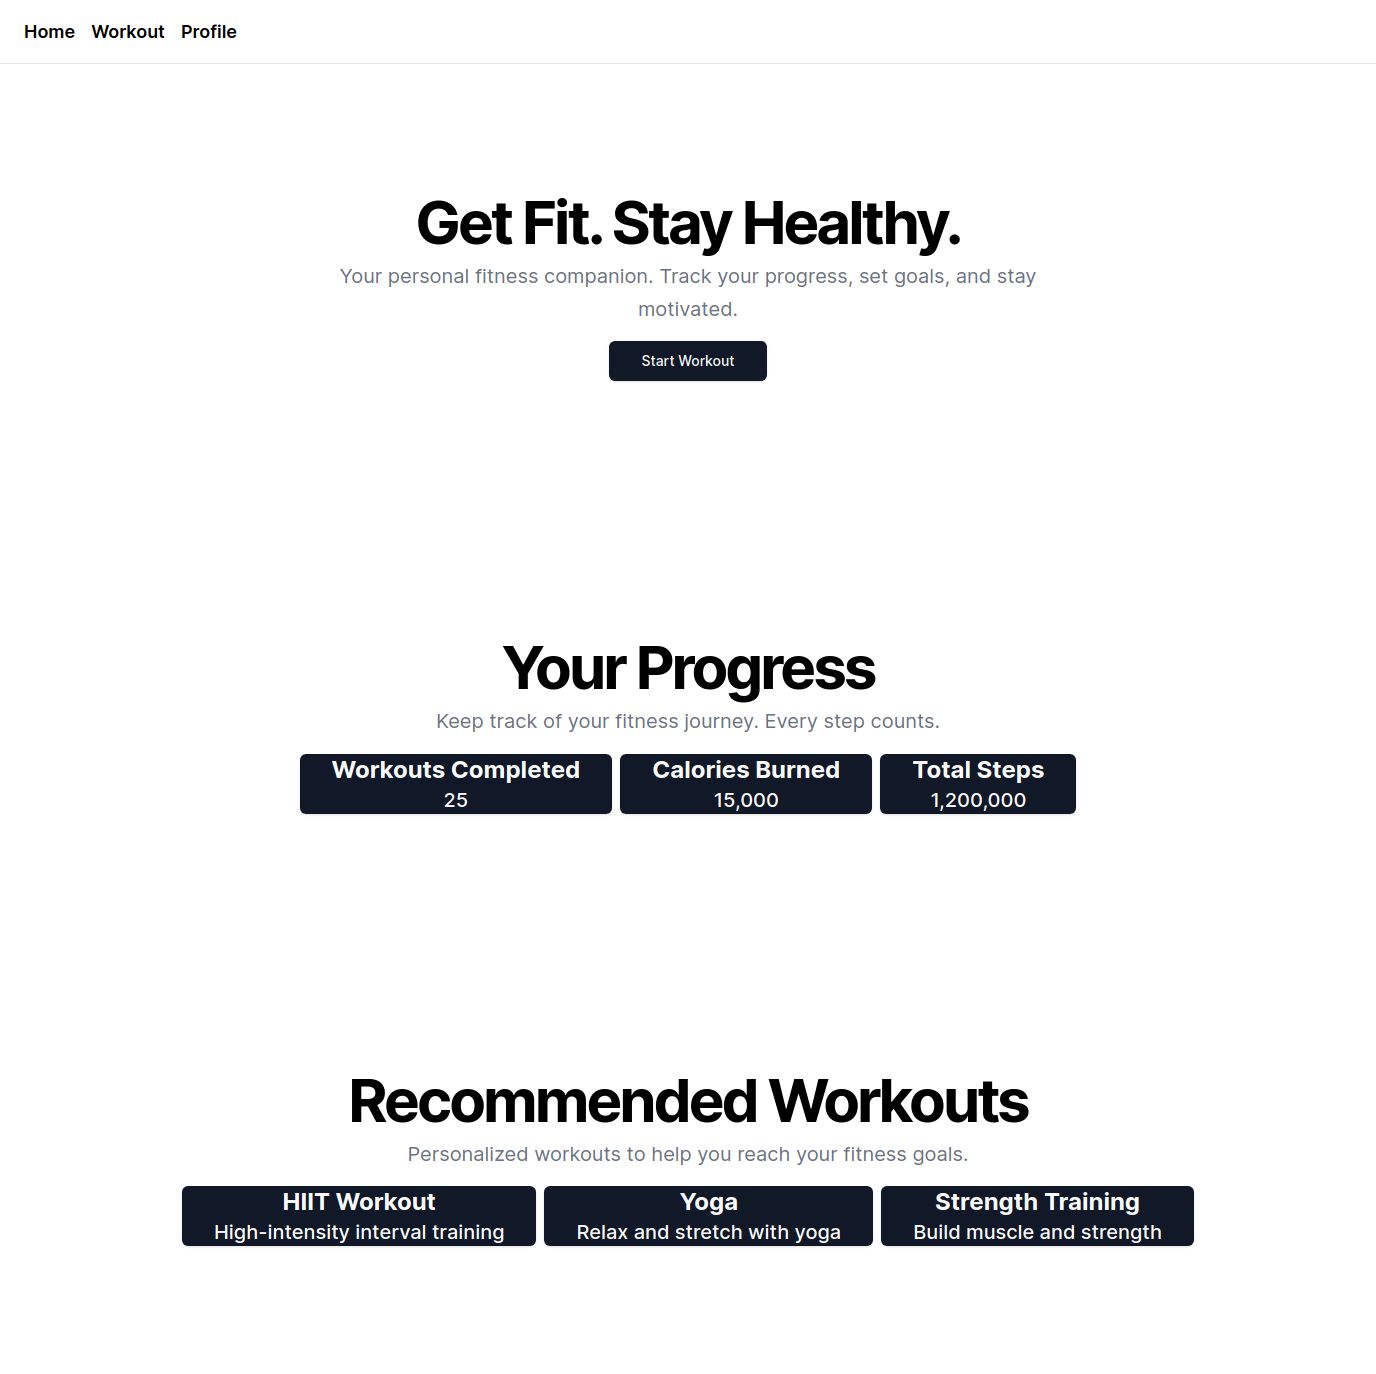 Home Workout Profile
Get Fit. Stay Healthy.
Your personal fitness companion. Track your progress, set goals, and stay
motivated.
Start Workout
Your Progress
Keep track of your fitness journey. Every step counts.
Workouts Completed
25
Calories Burned
15,000
Total Steps
1,200,000
Recommended Workouts
Personalized workouts to help you reach your fitness goals.
HIIT Workout
High-intensity interval training
Yoga
Relax and stretch with yoga
Strength Training
Build muscle and strength